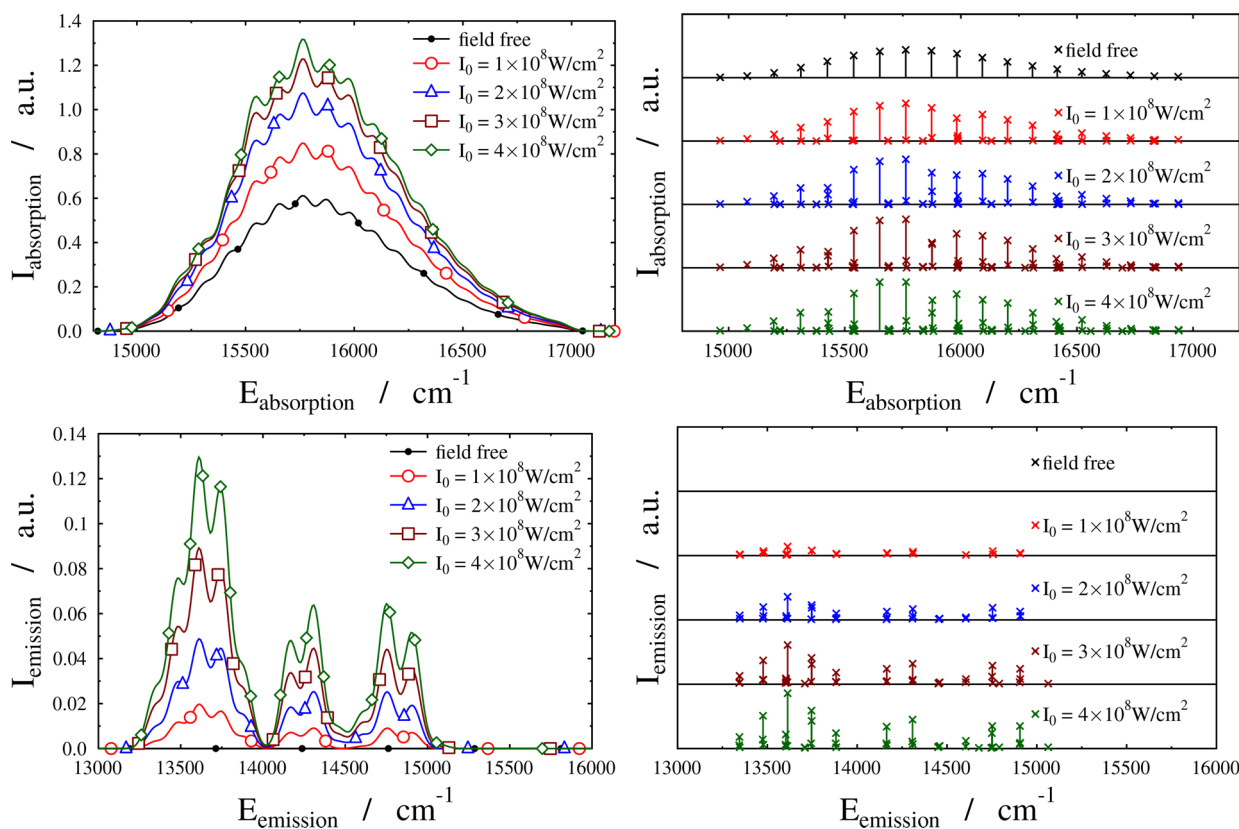 1.4
1.2
1.0
0.8
0.6
0.4
0.2
0.0
I_absorption / a.u.
field free
I_0 = 1×10^8 W/cm^2
I_0 = 2×10^8 W/cm^2
I_0 = 3×10^8 W/cm^2
I_0 = 4×10^8 W/cm^2
15000 15500 16000 16500 17000
E_absorption / cm^-1
I_absorption / a.u.
field free
I_0 = 1×10^8 W/cm^2
I_0 = 2×10^8 W/cm^2
I_0 = 3×10^8 W/cm^2
I_0 = 4×10^8 W/cm^2
15000 15500 16000 16500 17000
E_absorption / cm^-1
0.14
0.12
0.1
0.08
0.06
0.04
0.02
0.0
I_emission / a.u.
field free
I_0 = 1×10^8 W/cm^2
I_0 = 2×10^8 W/cm^2
I_0 = 3×10^8 W/cm^2
I_0 = 4×10^8 W/cm^2
13000 13500 14000 14500 15000 15500 16000
E_emission / cm^-1
I_emission / a.u.
field free
I_0 = 1×10^8 W/cm^2
I_0 = 2×10^8 W/cm^2
I_0 = 3×10^8 W/cm^2
I_0 = 4×10^8 W/cm^2
13000 13500 14000 14500 15000 15500 16000
E_emission / cm^-1